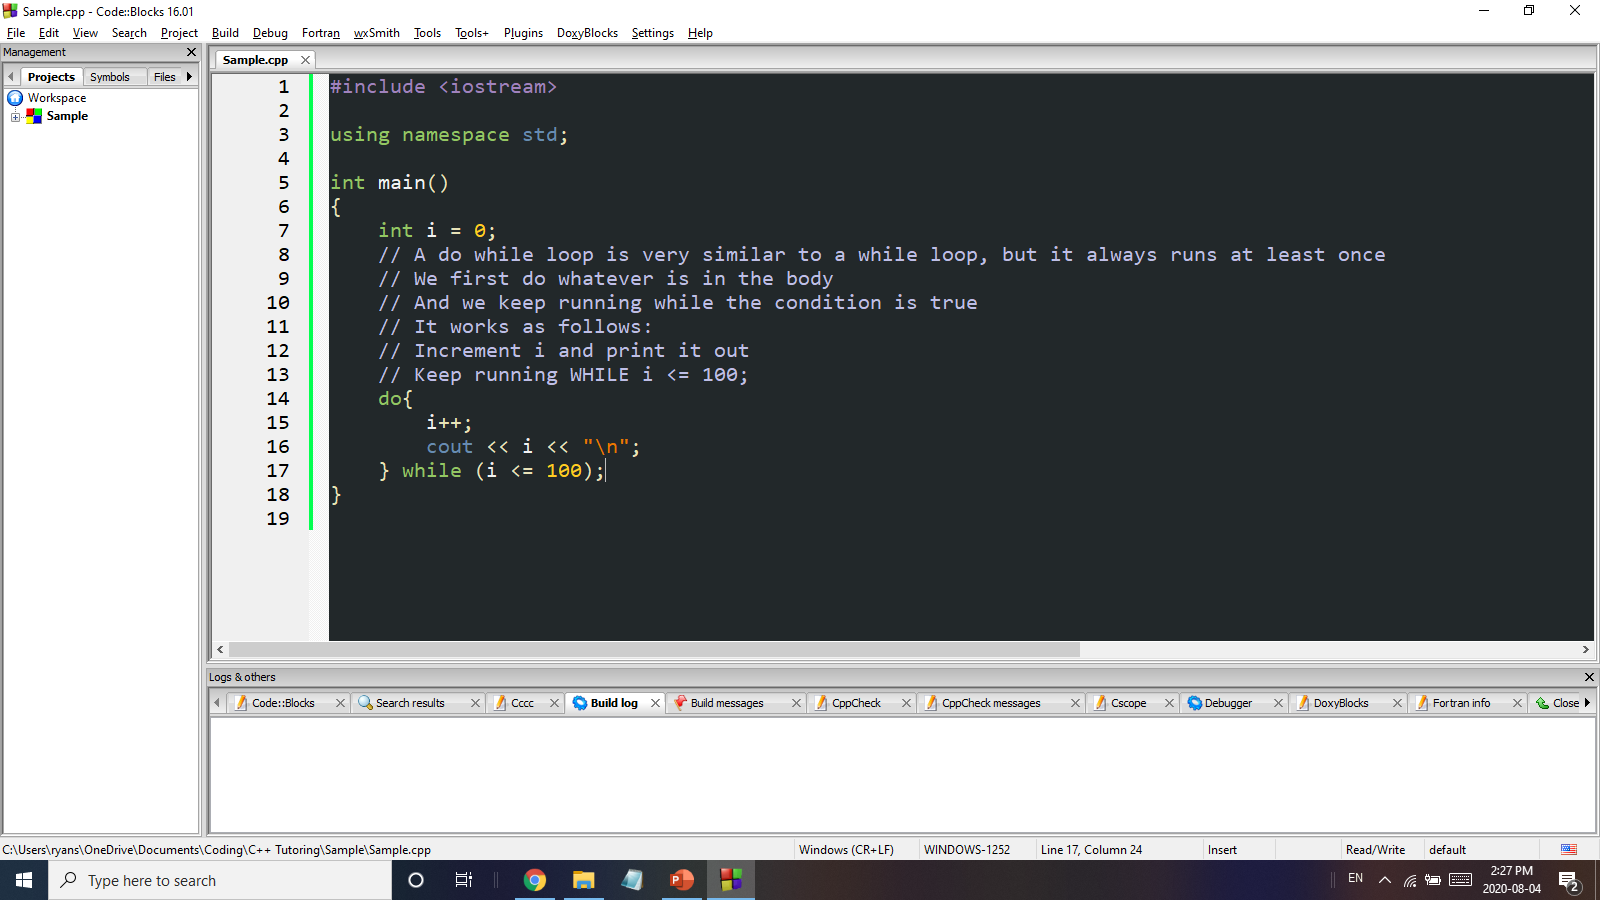 Sample.cpp - Code::Blocks 16.01
File Edit View Search Project Build Debug Fortran wxSmith Tools Tools+ Plugins DoxyBlocks Settings Help
Management
Projects Symbols Files
Workspace
Sample
Sample.cpp
1 #include <iostream>
2
3 using namespace std;
4
5 int main()
6 {
7     int i = 0;
8     // A do while loop is very similar to a while loop, but it always runs at least once
9     // We first do whatever is in the body
10     // And we keep running while the condition is true
11     // It works as follows:
12     // Increment i and print it out
13     // Keep running WHILE i <= 100;
14     do{
15         i++;
16         cout << i << "\n";
17     } while (i <= 100);
18 }
19
Logs & others
Code::Blocks Search results Cccc Build log Build messages CppCheck CppCheck messages Cscope Debugger DoxyBlocks Fortran info Close
C:\Users\ryans\OneDrive\Documents\Coding\C++ Tutoring\Sample\Sample.cpp Windows (CR+LF) WINDOWS-1252 Line 17, Column 24 Insert Read/Write default
Type here to search
EN
2:27 PM
2020-08-04
2